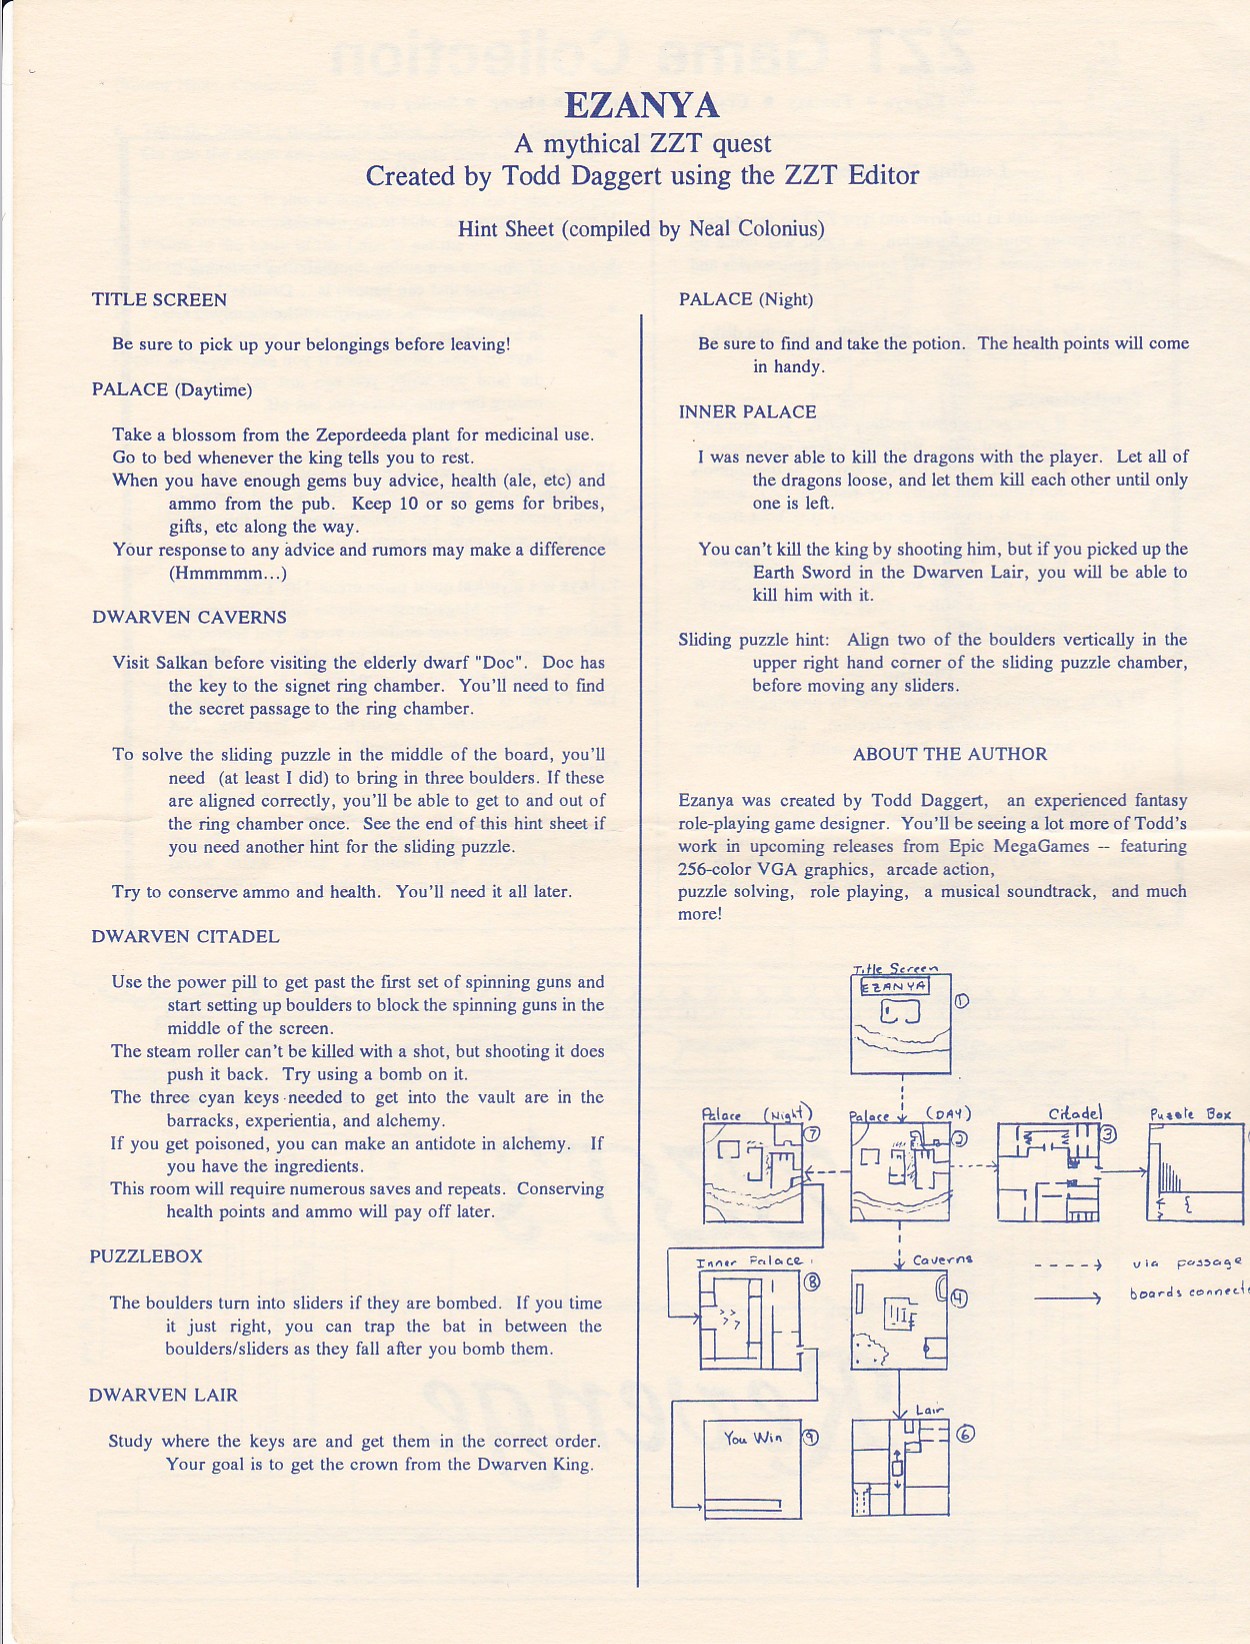 EZANYA
A mythical ZZT quest
Created by Todd Daggert using the ZZT Editor
Hint Sheet (compiled by Neal Colonius)
TITLE SCREEN
Be sure to pick up your belongings before leaving!
PALACE (Daytime)
Take a blossom from the Zepordeeda plant for medicinal use.
Go to bed whenever the king tells you to rest.
When you have enough gems buy advice, health (ale, etc) and
ammo from the pub. Keep 10 or so gems for bribes,
gifts, etc along the way.
Your response to any advice and rumors may make a difference
(Hmmmmm...)
DWARVEN CAVERNS
Visit Salkan before visiting the elderly dwarf "Doc". Doc has
the key to the signet ring chamber. You'll need to find
the secret passage to the ring chamber.
To solve the sliding puzzle in the middle of the board, you'll
need (at least I did) to bring in three boulders. If these
are aligned correctly, you'll be able to get to and out of
the ring chamber once. See the end of this hint sheet if
you need another hint for the sliding puzzle.
Try to conserve ammo and health. You'll need it all later.
DWARVEN CITADEL
Use the power pill to get past the first set of spinning guns and
start setting up boulders to block the spinning guns in the
middle of the screen.
The steam roller can't be killed with a shot, but shooting it does
push it back. Try using a bomb on it.
The three cyan keys needed to get into the vault are in the
barracks, experientia, and alchemy.
If you get poisoned, you can make an antidote in alchemy. If
you have the ingredients.
This room will require numerous saves and repeats. Conserving
health points and ammo will pay off later.
PUZZLEBOX
The boulders turn into sliders if they are bombed. If you time
it just right, you can trap the bat in between the
boulders/sliders as they fall after you bomb them.
DWARVEN LAIR
Study where the keys are and get them in the correct order.
Your goal is to get the crown from the Dwarven King.
PALACE (Night)
Be sure to find and take the potion. The health points will come
in handy.
INNER PALACE
I was never able to kill the dragons with the player. Let all of
the dragons loose, and let them kill each other until only
one is left.
You can't kill the king by shooting him, but if you picked up the
Earth Sword in the Dwarven Lair, you will be able to
kill him with it.
Sliding puzzle hint: Align two of the boulders vertically in the
upper right hand corner of the sliding puzzle chamber,
before moving any sliders.
ABOUT THE AUTHOR
Ezanya was created by Todd Daggert, an experienced fantasy
role-playing game designer. You'll be seeing a lot more of Todd's
work in upcoming releases from Epic MegaGames -- featuring
256-color VGA graphics, arcade action,
puzzle solving, role playing, a musical soundtrack, and much
more!
Title Screen
EZANYA
1
Palace (Night)
7
Palace (DAY)
2
Citadel
3
Puzzle Box
Inner Palace
8
Caverns
4
via passage
boards connecte
You Win
9
Lair
6